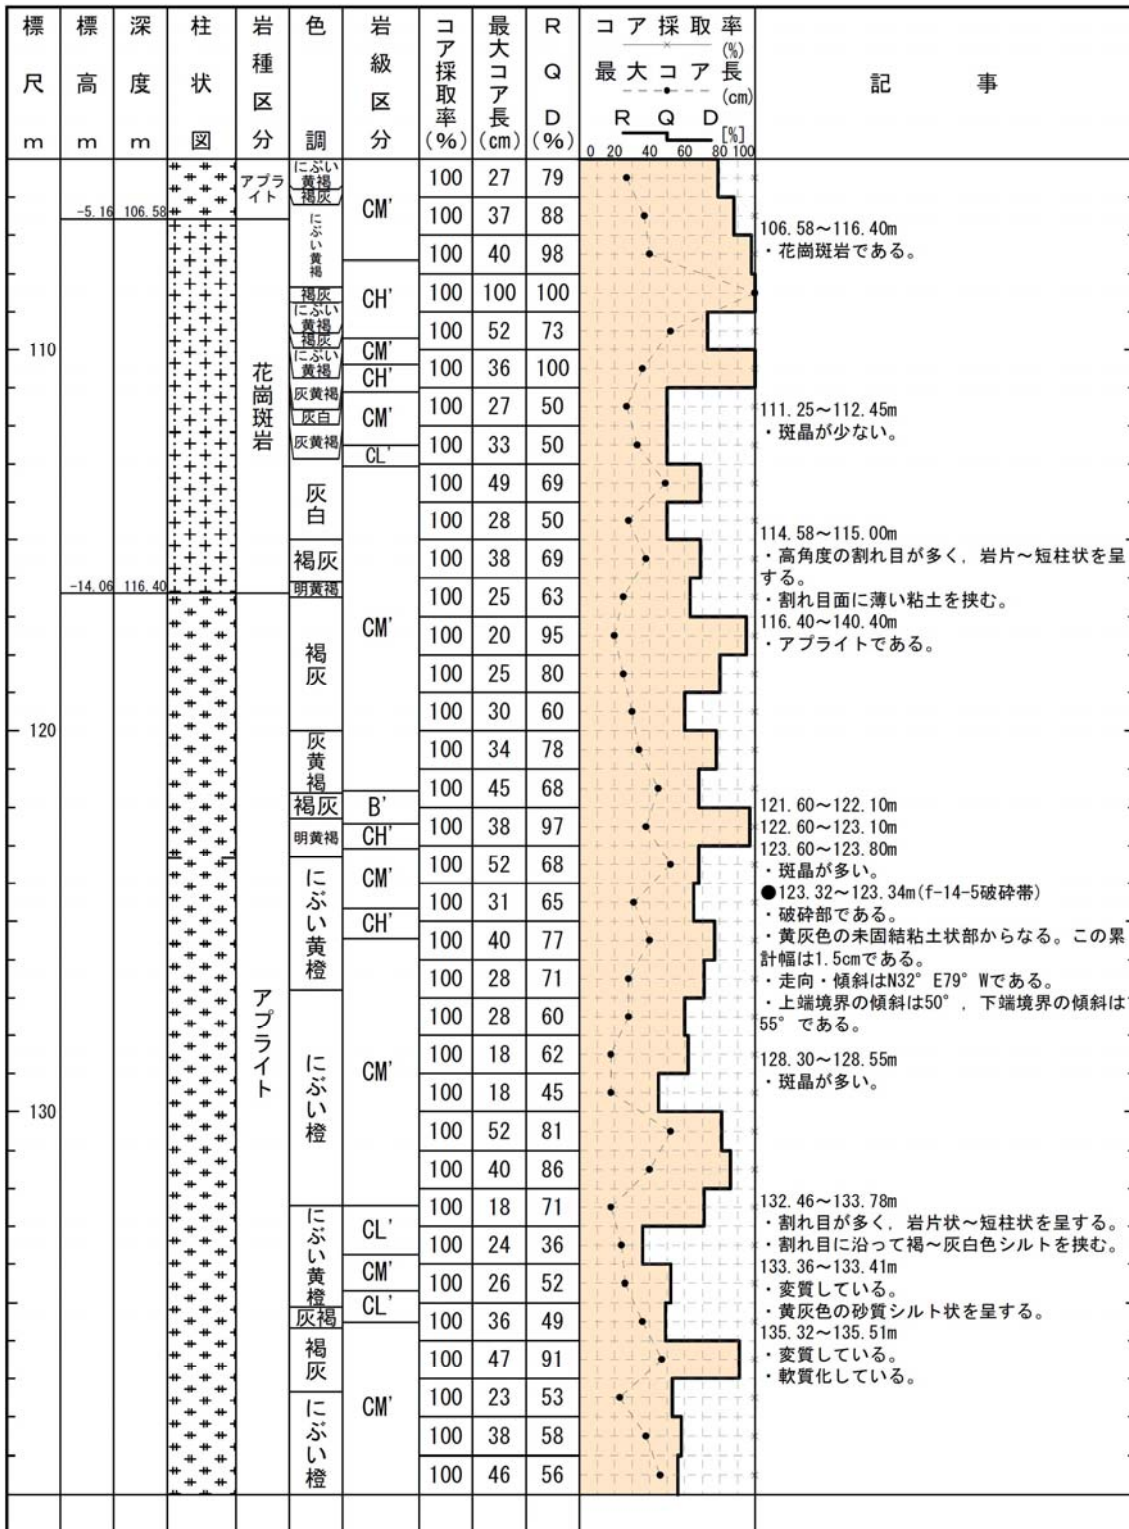 標尺m
標高m
深度m
柱状図
岩種区分
色調
岩級区分
コア採取率(%)
最大コア長(cm)
RQD(%)
コア採取率(%)
最大コア長(cm)
RQD[%]
0 20 40 60 80 100
記事
110
120
130
-5.16 106.58
-14.06 116.40
アプライト
花崗斑岩
アプライト
にぶい黄褐
褐灰
にぶい黄褐
褐灰
にぶい黄褐
褐灰
にぶい黄褐
灰黄褐
灰白
灰黄褐
灰白
褐灰
明黄褐
褐灰
灰黄褐
褐灰
明黄褐
にぶい黄橙
にぶい橙
にぶい黄橙
灰褐
褐灰
にぶい橙
CM'
CH'
CM'
CH'
CM'
CL'
CM'
B'
CH'
CM'
CH'
CM'
CL'
CM'
CL'
CM'
100 27 79
100 37 88
100 40 98
100 100 100
100 52 73
100 36 100
100 27 50
100 33 50
100 49 69
100 28 50
100 38 69
100 25 63
100 20 95
100 25 80
100 30 60
100 34 78
100 45 68
100 38 97
100 52 68
100 31 65
100 40 77
100 28 71
100 28 60
100 18 62
100 18 45
100 52 81
100 40 86
100 18 71
100 24 36
100 26 52
100 36 49
100 47 91
100 23 53
100 38 58
100 46 56
106.58～116.40m
・花崗斑岩である。
111.25～112.45m
・斑晶が少ない。
114.58～115.00m
・高角度の割れ目が多く，岩片～短柱状を呈
する。
・割れ目面に薄い粘土を挟む。
116.40～140.40m
・アプライトである。
121.60～122.10m
122.60～123.10m
123.60～123.80m
・斑晶が多い。
●123.32～123.34m(f-14-5破砕帯)
・破砕部である。
・黄灰色の未固結粘土状部からなる。この累
計幅は1.5cmである。
・走向・傾斜はN32°E79°Wである。
・上端境界の傾斜は50°，下端境界の傾斜は
55°である。
128.30～128.55m
・斑晶が多い。
132.46～133.78m
・割れ目が多く，岩片状～短柱状を呈する。
・割れ目に沿って褐～灰白色シルトを挟む。
133.36～133.41m
・変質している。
・黄灰色の砂質シルト状を呈する。
135.32～135.51m
・変質している。
・軟質化している。